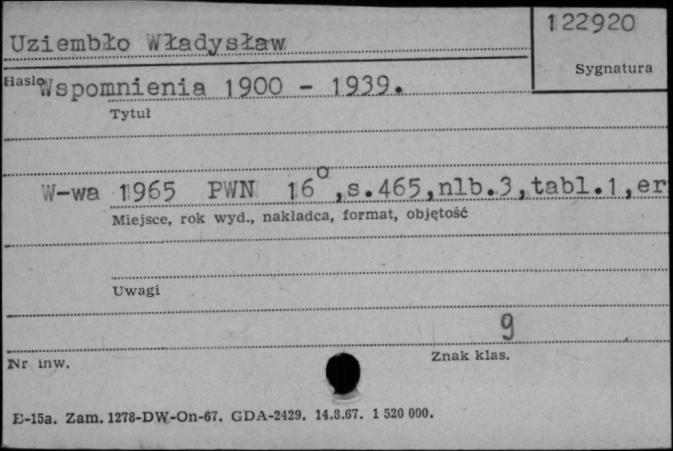 122920
Uziembło Władysław
Sygnatura
Hasło
Wspomnienia 1900 - 1939.
Tytuł
W-wa 1965 PWN 16°,s.465,nlb.3,tabl.1,er
Miejsce, rok wyd., nakładca, format, objętość
Uwagi
9
Nr inw.
Znak klas.
E-15a. Zam. 1278-DW-On-67. GDA-2429. 14.8.67. 1 520 000.